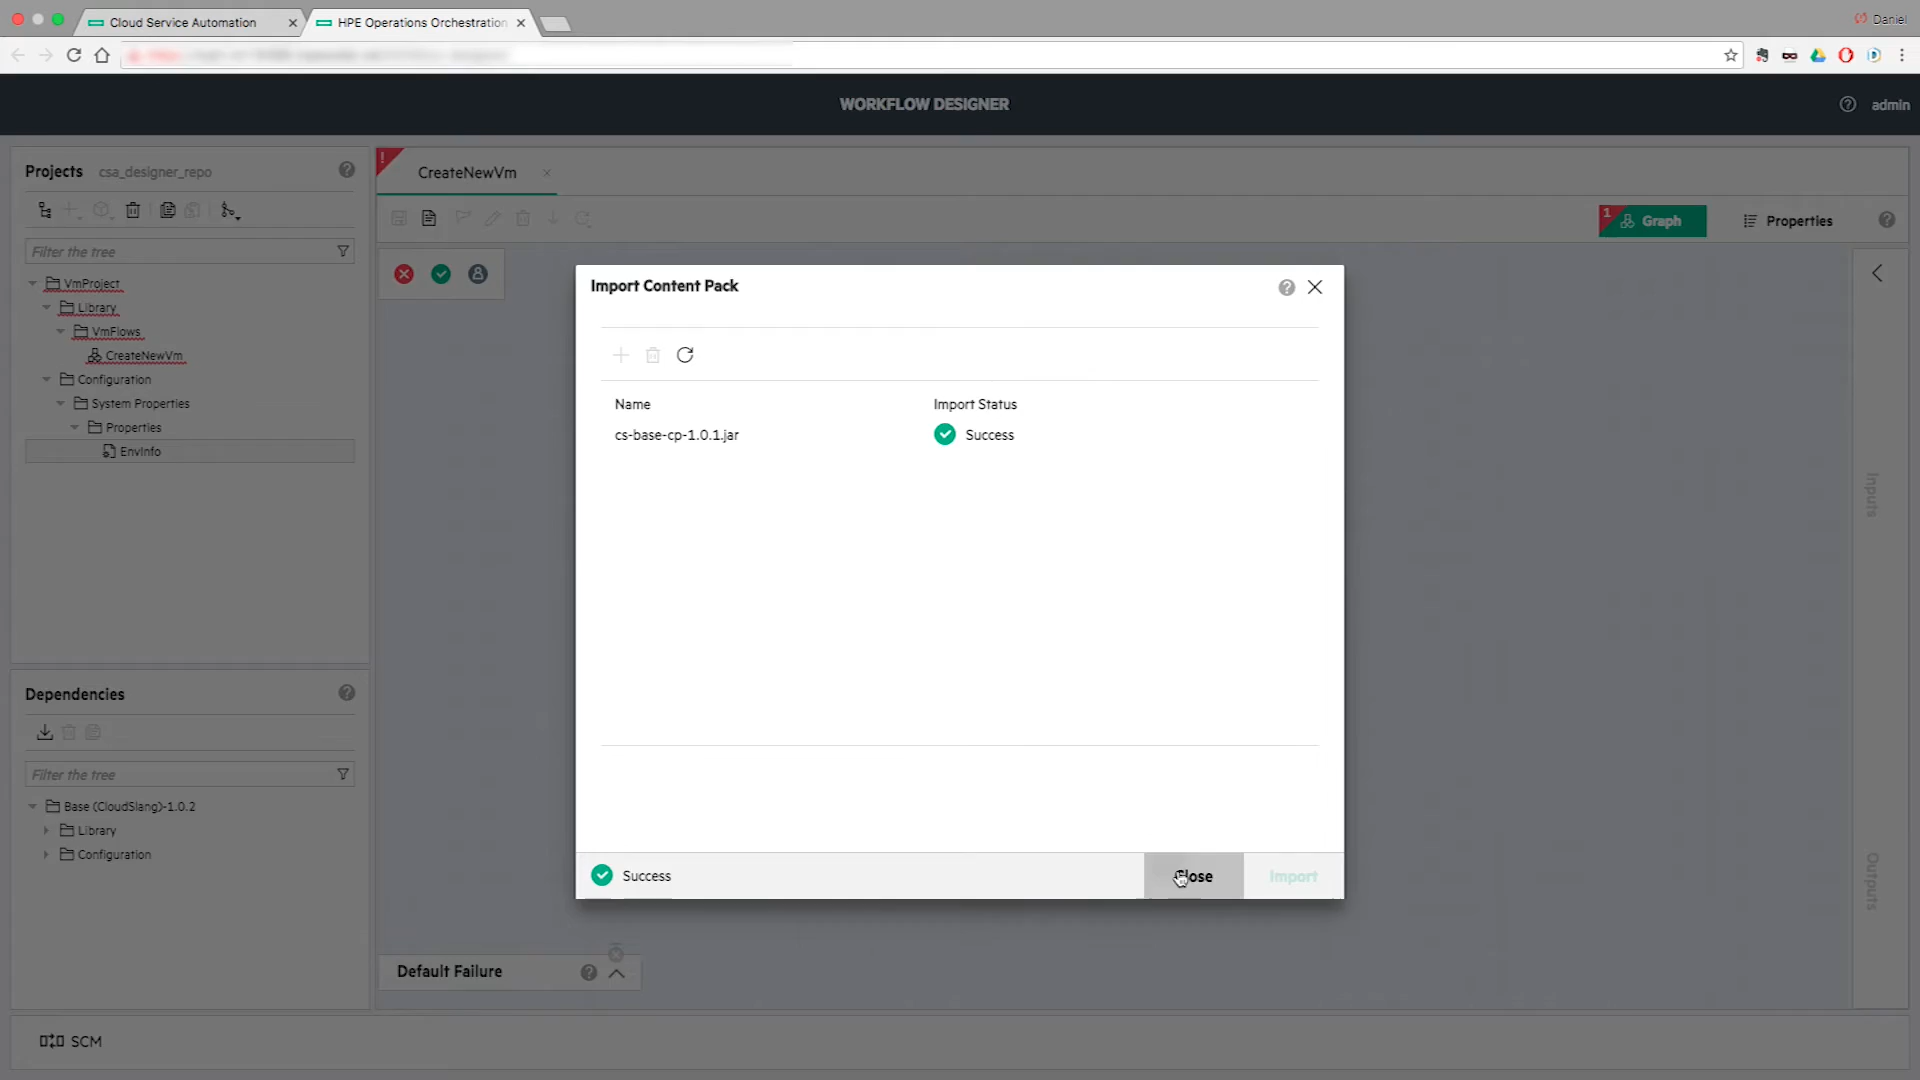 Cloud Service Automation
HPE Operations Orchestration
Daniel
WORKFLOW DESIGNER
admin
Projects csa_designer_repo
Filter the tree
VmProject
Library
VmFlows
CreateNewVm
Configuration
System Properties
Properties
EnvInfo
Dependencies
Filter the tree
Base (CloudSlang)-1.0.2
Library
Configuration
SCM
CreateNewVm
1 Graph
Properties
Inputs
Outputs
Default Failure
Import Content Pack
Name Import Status
cs-base-cp-1.0.1.jar Success
Success
Close
Import